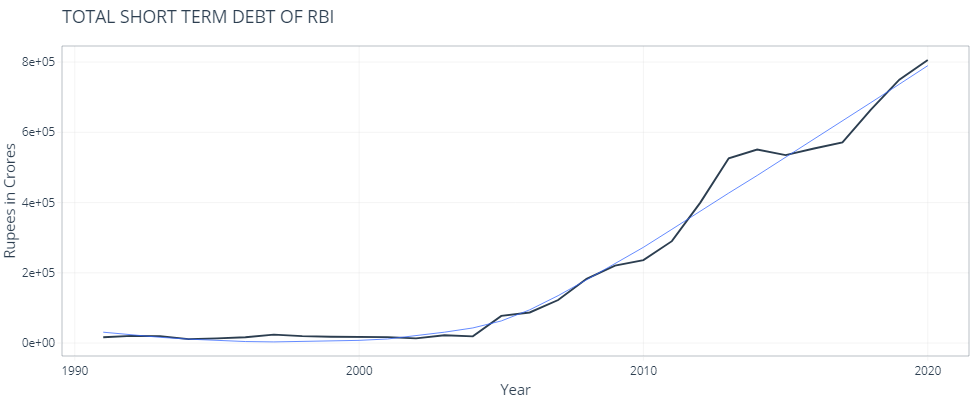 TOTAL SHORT TERM DEBT OF RBI
8e+05
6e+05
4e+05
2e+05
0e+00
Rupees in Crores
1990 2000 2010 2020
Year